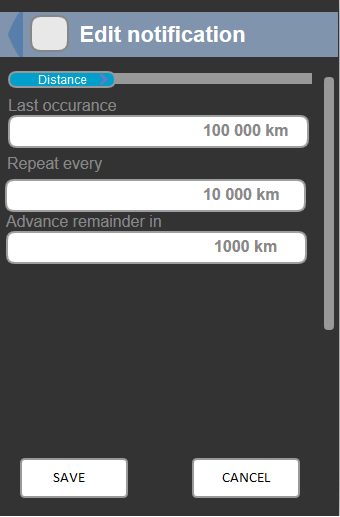 Edit notification
Distance
Last occurance
100 000 km
Repeat every
10 000 km
Advance remainder in
1000 km
SAVE
CANCEL